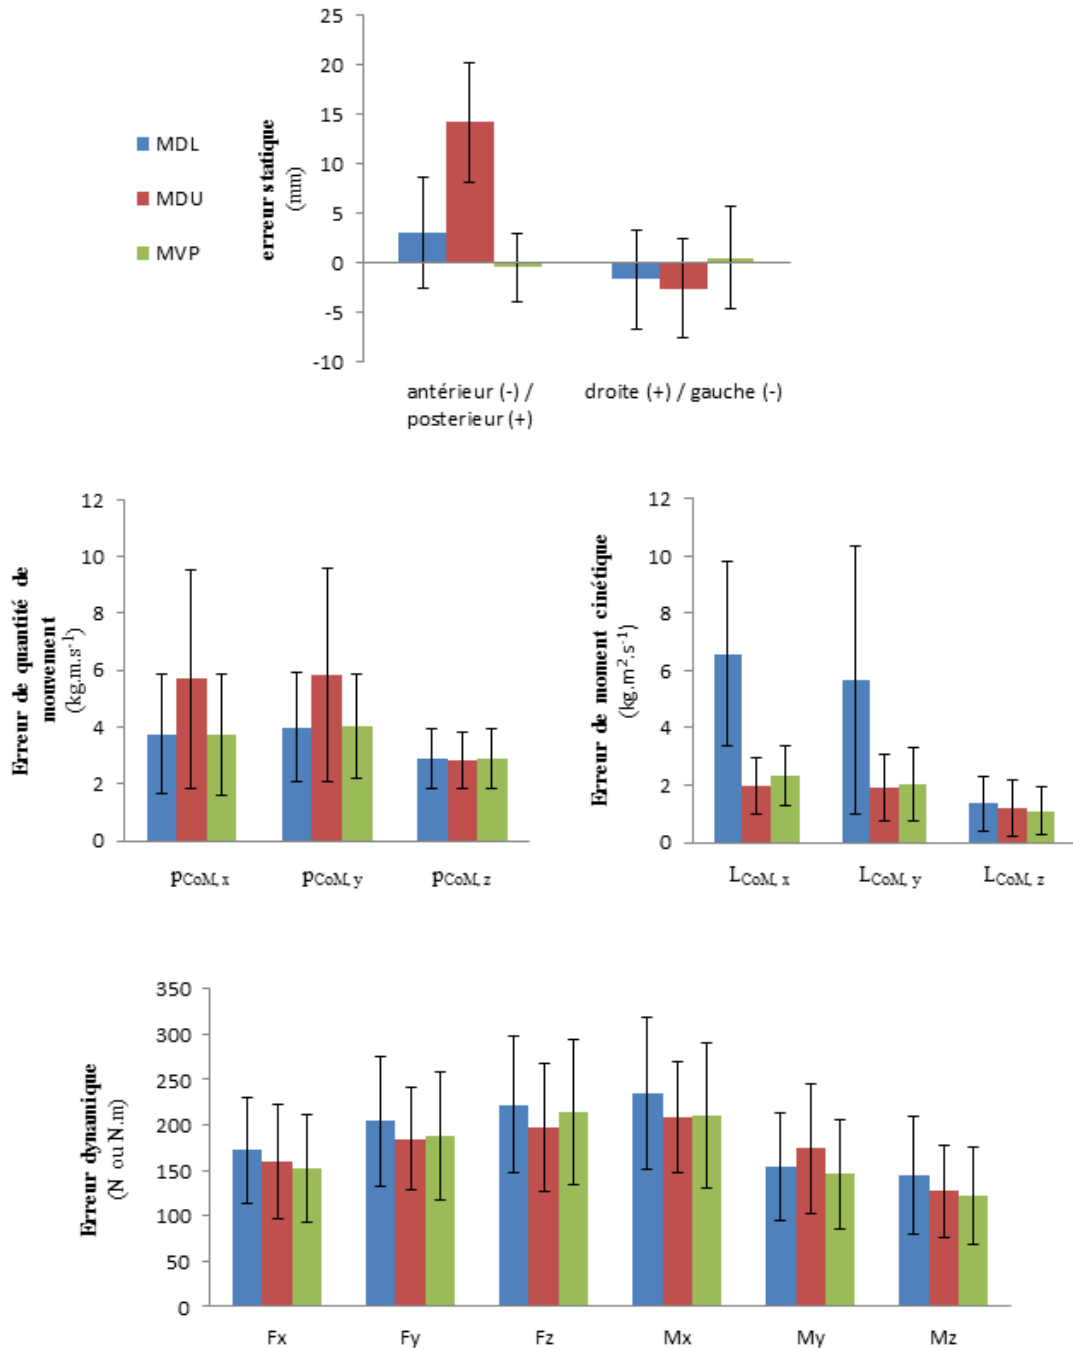 25
20
15
10
5
0
-5
-10
erreur statique
(mm)
MDL
MDU
MVP
antérieur (-) /
posterieur (+)
droite (+) / gauche (-)
12
10
8
6
4
2
0
Erreur de quantité de
mouvement
(kg.m.s-1)
pCoM, x
pCoM, y
pCoM, z
12
10
8
6
4
2
0
Erreur de moment cinétique
(kg.m².s-1)
LCoM, x
LCoM, y
LCoM, z
350
300
250
200
150
100
50
0
Erreur dynamique
(N ou N.m)
Fx
Fy
Fz
Mx
My
Mz